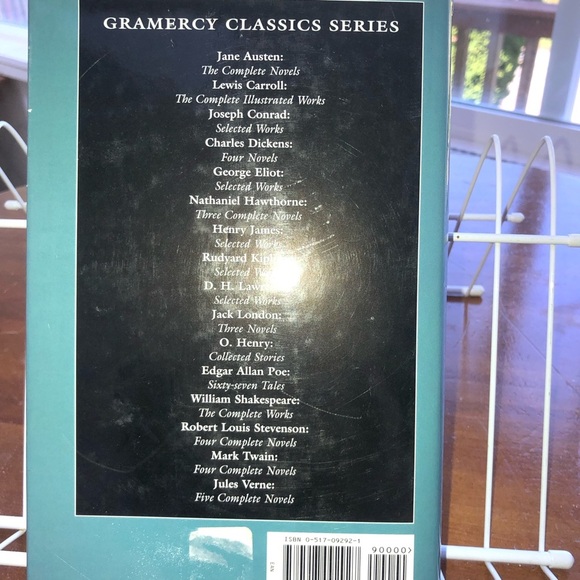 GRAMERCY CLASSICS SERIES
Jane Austen:
The Complete Novels
Lewis Carroll:
The Complete Illustrated Works
Joseph Conrad:
Selected Works
Charles Dickens:
Four Novels
George Eliot:
Selected Works
Nathaniel Hawthorne:
Three Complete Novels
Henry James:
Selected Works
Rudyard
Selected
D. H.
Selected Works
Jack London:
Three Novels
O. Henry:
Collected Stories
Edgar Allan Poe:
Sixty-seven Tales
William Shakespeare:
The Complete Works
Robert Louis Stevenson:
Four Complete Novels
Mark Twain:
Four Complete Novels
Jules Verne:
Five Complete Novels
ISBN 0-517-09292-1
90000>
EAN